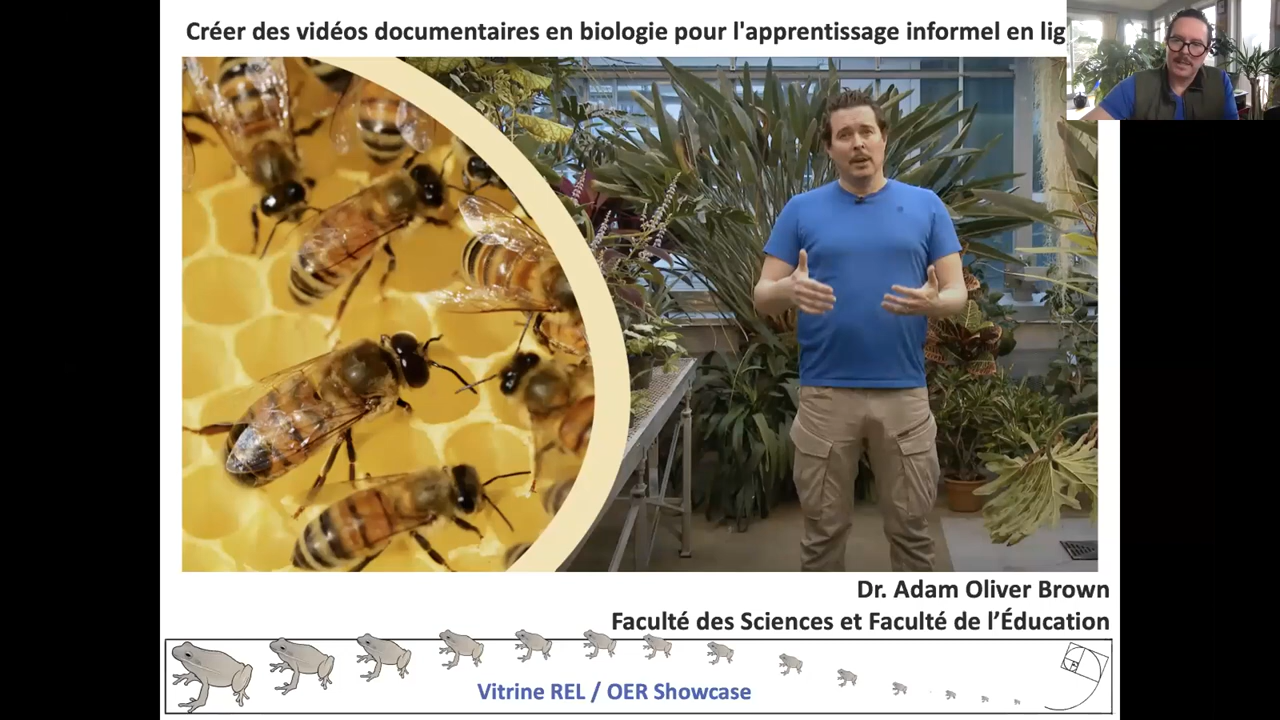 Créer des vidéos documentaires en biologie pour l'apprentissage informel en lig
Dr. Adam Oliver Brown
Faculté des Sciences et Faculté de l'Éducation
Vitrine REL / OER Showcase